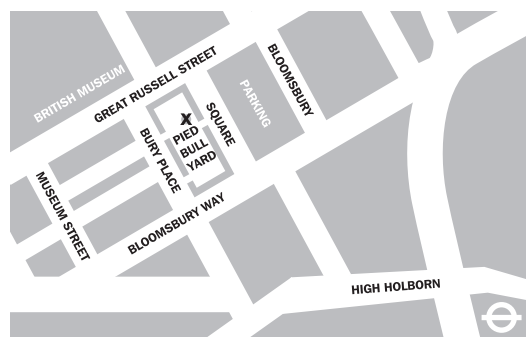 BRITISH MUSEUM
GREAT RUSSELL STREET
BLOOMSBURY
SQUARE
PARKING
X
PIED
BULL
YARD
BURY PLACE
MUSEUM STREET
BLOOMSBURY WAY
HIGH HOLBORN